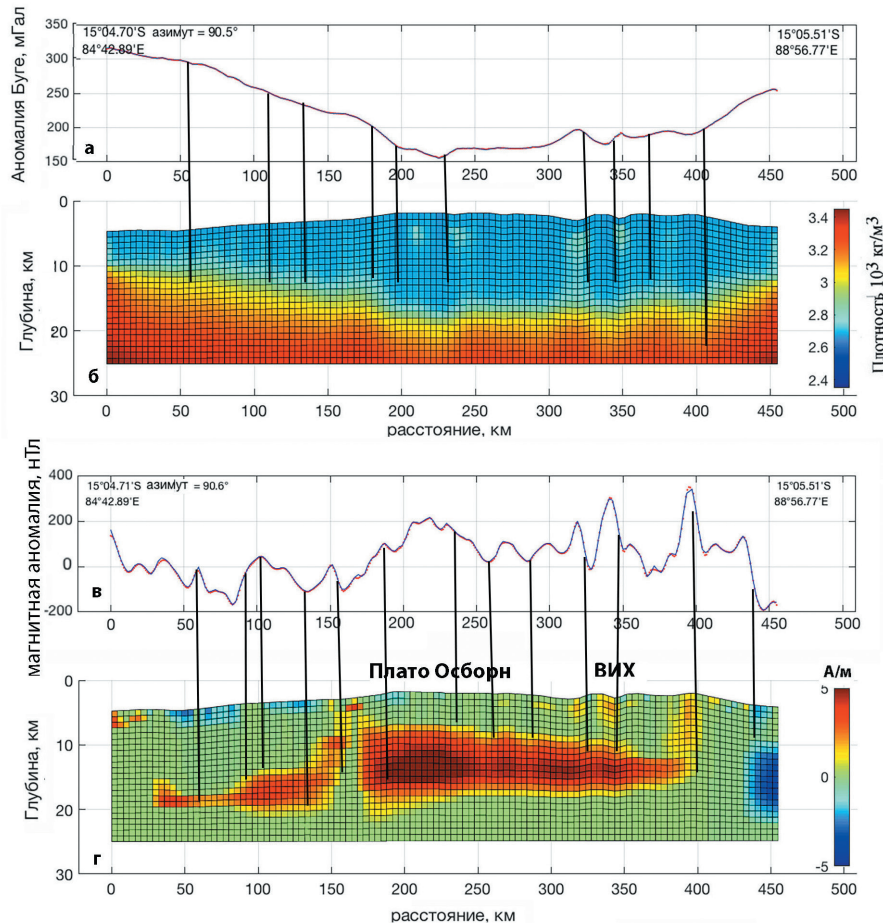 Аномалия Буге, мГал
350
300
250
200
150
15°04.70'S азимут = 90.5°
84°42.89'E
15°05.51'S
88°56.77'E
а
0 50 100 150 200 250 300 350 400 450 500
Глубина, км
0
10
20
30
б
3.4
3.2
3
2.8
2.6
2.4
Плотность 10³ кг/м³
0 50 100 150 200 250 300 350 400 450 500
расстояние, км
магнитная аномалия, нТл
400
200
0
-200
15°04.71'S азимут = 90.6°
84°42.89'E
15°05.51'S
88°56.77'E
в
0 50 100 150 200 250 300 350 400 450 500
Плато Осборн ВИХ А/м
Глубина, км
0
10
20
30
г
5
0
-5
0 50 100 150 200 250 300 350 400 450 500
расстояние, км